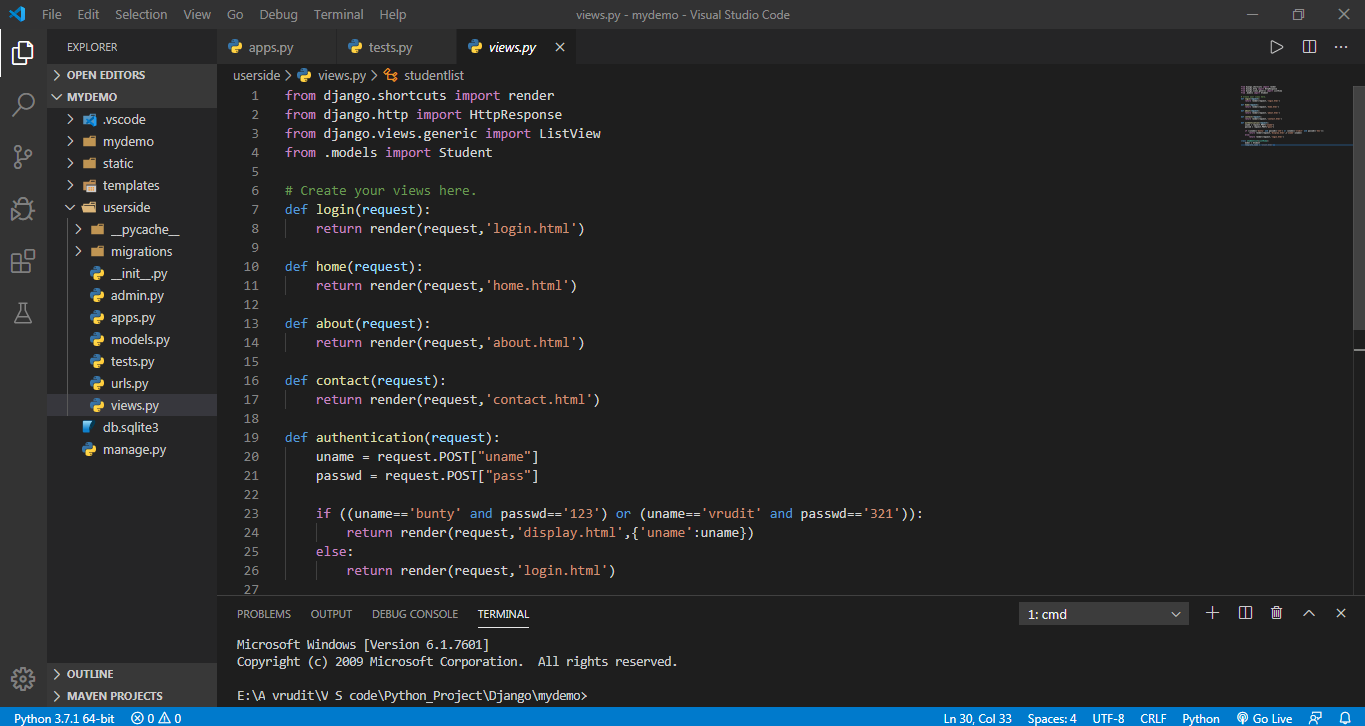 File Edit Selection View Go Debug Terminal Help
views.py - mydemo - Visual Studio Code
EXPLORER
OPEN EDITORS
MYDEMO
.vscode
mydemo
static
templates
userside
__pycache__
migrations
__init__.py
admin.py
apps.py
models.py
tests.py
urls.py
views.py
db.sqlite3
manage.py
OUTLINE
MAVEN PROJECTS
apps.py
tests.py
views.py
userside > views.py > studentlist
1 from django.shortcuts import render
2 from django.http import HttpResponse
3 from django.views.generic import ListView
4 from .models import Student
5
6 # Create your views here.
7 def login(request):
8     return render(request,'login.html')
9
10 def home(request):
11     return render(request,'home.html')
12
13 def about(request):
14     return render(request,'about.html')
15
16 def contact(request):
17     return render(request,'contact.html')
18
19 def authentication(request):
20     uname = request.POST["uname"]
21     passwd = request.POST["pass"]
22
23     if ((uname=='bunty' and passwd=='123') or (uname=='vrudit' and passwd=='321')):
24         return render(request,'display.html',{'uname':uname})
25     else:
26         return render(request,'login.html')
27
PROBLEMS OUTPUT DEBUG CONSOLE TERMINAL
1: cmd
Microsoft Windows [Version 6.1.7601]
Copyright (c) 2009 Microsoft Corporation.  All rights reserved.
E:\A vrudit\V S code\Python_Project\Django\mydemo>
Python 3.7.1 64-bit 0 0
Ln 30, Col 33 Spaces: 4 UTF-8 CRLF Python Go Live